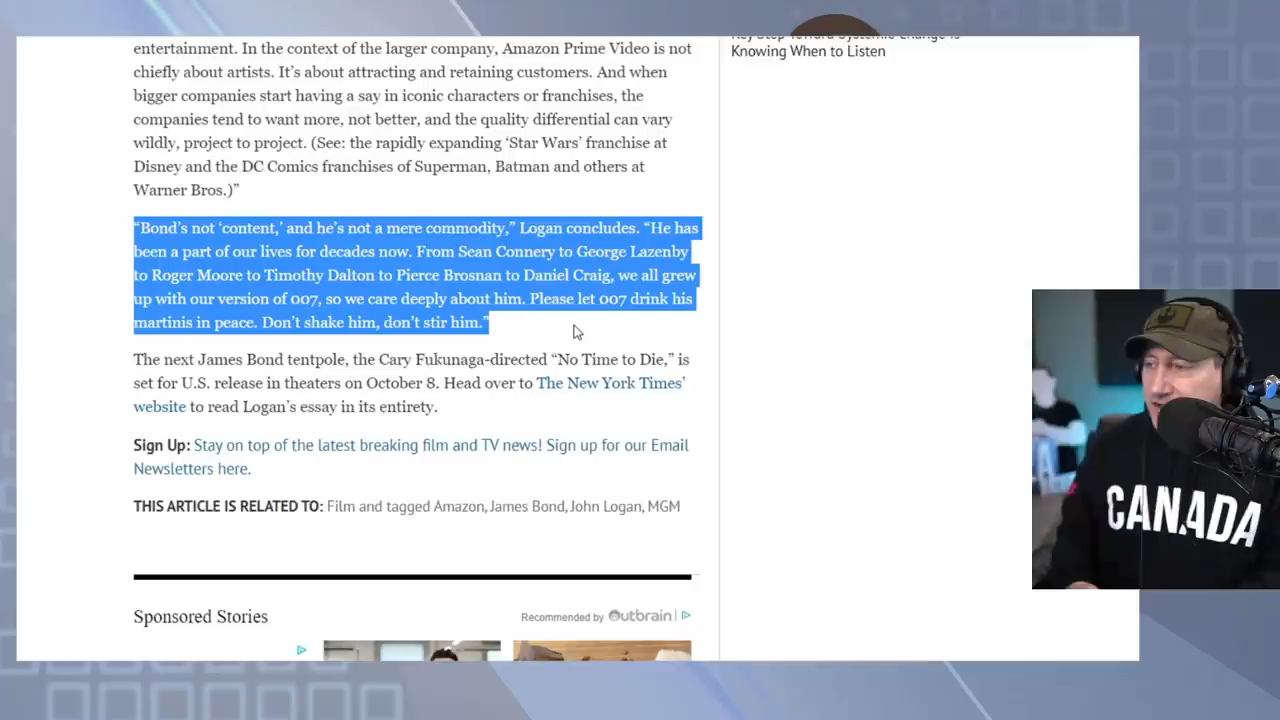 entertainment. In the context of the larger company, Amazon Prime Video is not
chiefly about artists. It’s about attracting and retaining customers. And when
bigger companies start having a say in iconic characters or franchises, the
companies tend to want more, not better, and the quality differential can vary
wildly, project to project. (See: the rapidly expanding ‘Star Wars’ franchise at
Disney and the DC Comics franchises of Superman, Batman and others at
Warner Bros.)”
“Bond’s not ‘content,’ and he’s not a mere commodity,” Logan concludes. “He has
been a part of our lives for decades now. From Sean Connery to George Lazenby
to Roger Moore to Timothy Dalton to Pierce Brosnan to Daniel Craig, we all grew
up with our version of 007, so we care deeply about him. Please let 007 drink his
martinis in peace. Don’t shake him, don’t stir him.”
The next James Bond tentpole, the Cary Fukunaga-directed “No Time to Die,” is
set for U.S. release in theaters on October 8. Head over to The New York Times’
website to read Logan’s essay in its entirety.
Sign Up: Stay on top of the latest breaking film and TV news! Sign up for our Email
Newsletters here.
THIS ARTICLE IS RELATED TO: Film and tagged Amazon, James Bond, John Logan, MGM
Sponsored Stories
Recommended by Outbrain
Key Step Toward Systemic Change is
Knowing When to Listen
CANADA